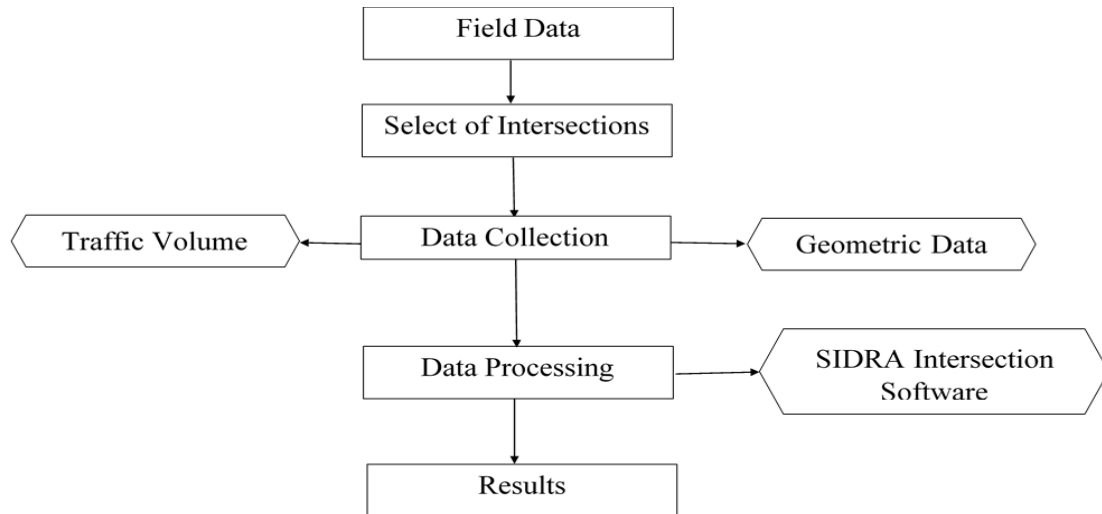 Field Data
Select of Intersections
Traffic Volume
Data Collection
Geometric Data
Data Processing
SIDRA Intersection
Software
Results